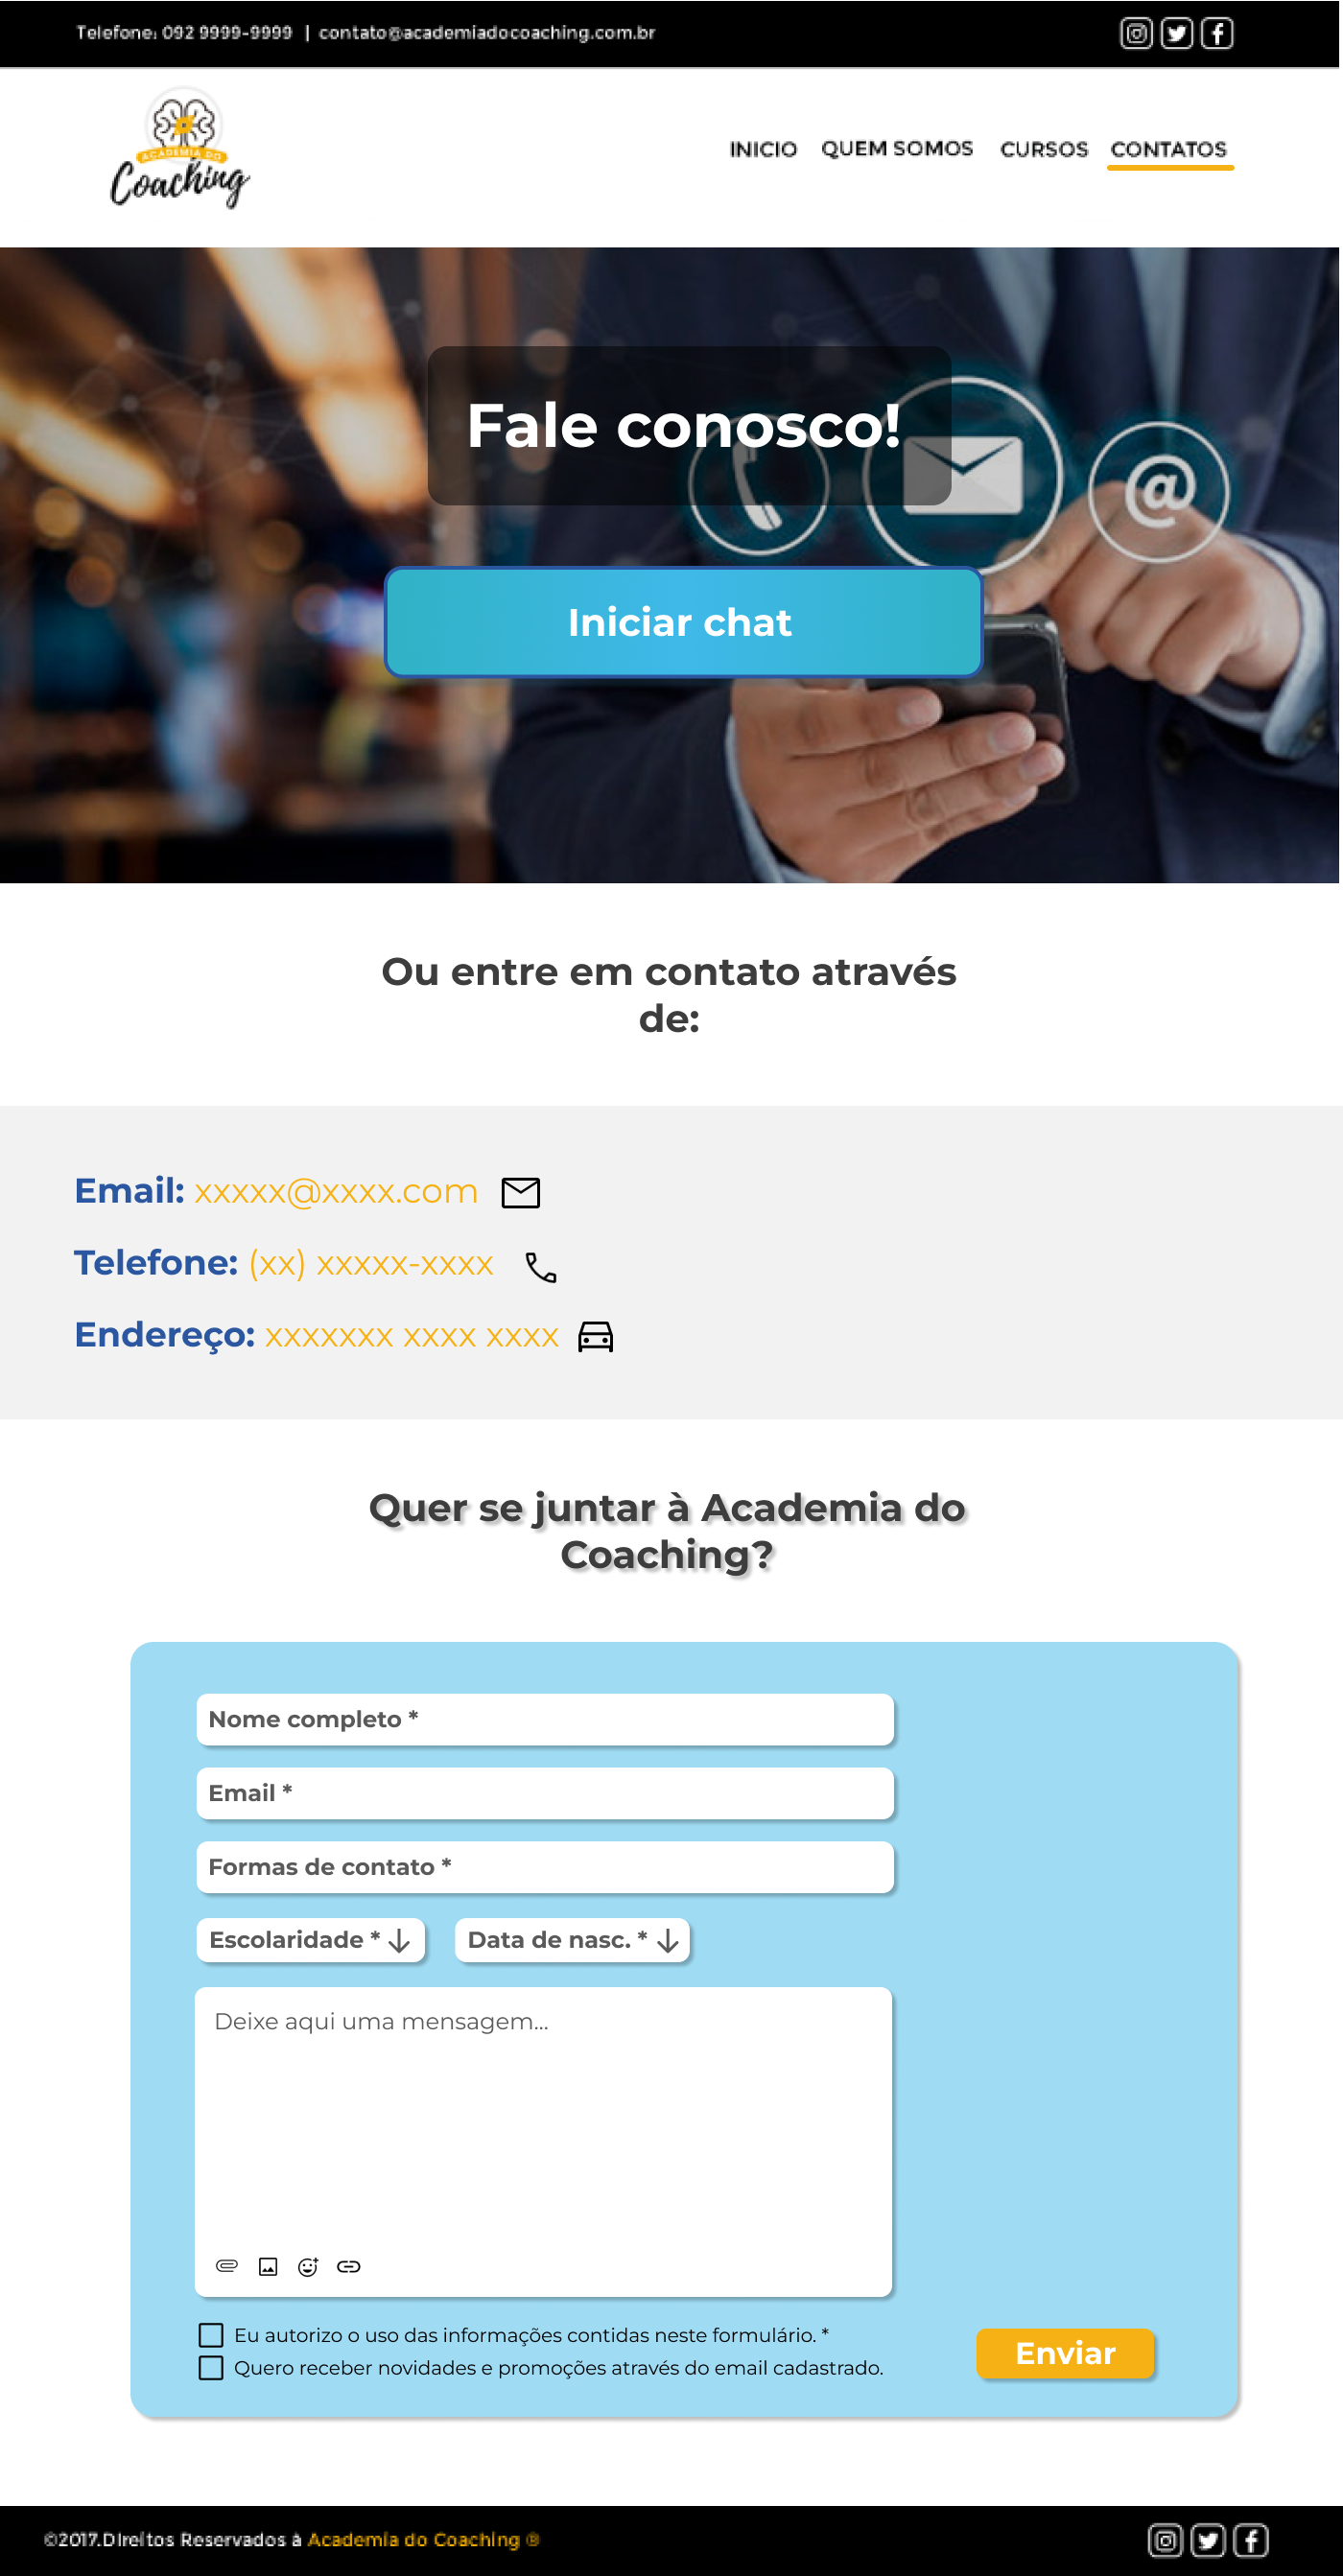 Telefone: 092 9999-9999 | contato@academiadocoaching.com.br
ACADEMIA DO
Coaching
INICIO QUEM SOMOS CURSOS CONTATOS
Fale conosco!
@
Iniciar chat
Ou entre em contato através
de:
Email: xxxxx@xxxx.com
Telefone: (xx) xxxxx-xxxx
Endereço: xxxxxxx xxxx xxxx
Quer se juntar à Academia do
Coaching?
Nome completo *
Email *
Formas de contato *
Escolaridade * Data de nasc. *
Deixe aqui uma mensagem...
Eu autorizo o uso das informações contidas neste formulário. *
Quero receber novidades e promoções através do email cadastrado.
Enviar
©2017.DIreitos Reservados à Academia do Coaching ®